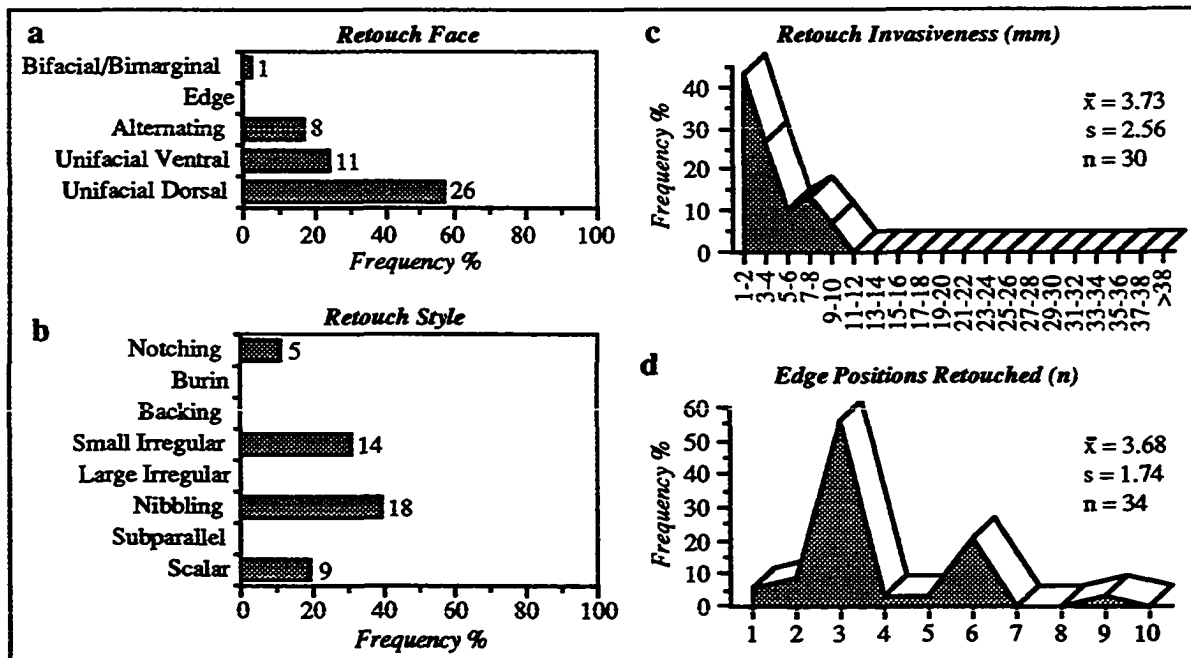 a
Retouch Face
Bifacial/Bimarginal 1
Edge
Alternating 8
Unifacial Ventral 11
Unifacial Dorsal 26
0 20 40 60 80 100
Frequency %
b
Retouch Style
Notching 5
Burin
Backing
Small Irregular 14
Large Irregular
Nibbling 18
Subparallel
Scalar 9
0 20 40 60 80 100
Frequency %
c
Retouch Invasiveness (mm)
Frequency %
40
30
20
10
0
x̄ = 3.73
s = 2.56
n = 30
1-2 3-4 5-6 7-8 9-10 11-12 13-14 15-16 17-18 19-20 21-22 23-24 25-26 27-28 29-30 31-32 33-34 35-36 37-38 >38
d
Edge Positions Retouched (n)
Frequency %
60
50
40
30
20
10
0
x̄ = 3.68
s = 1.74
n = 34
1 2 3 4 5 6 7 8 9 10